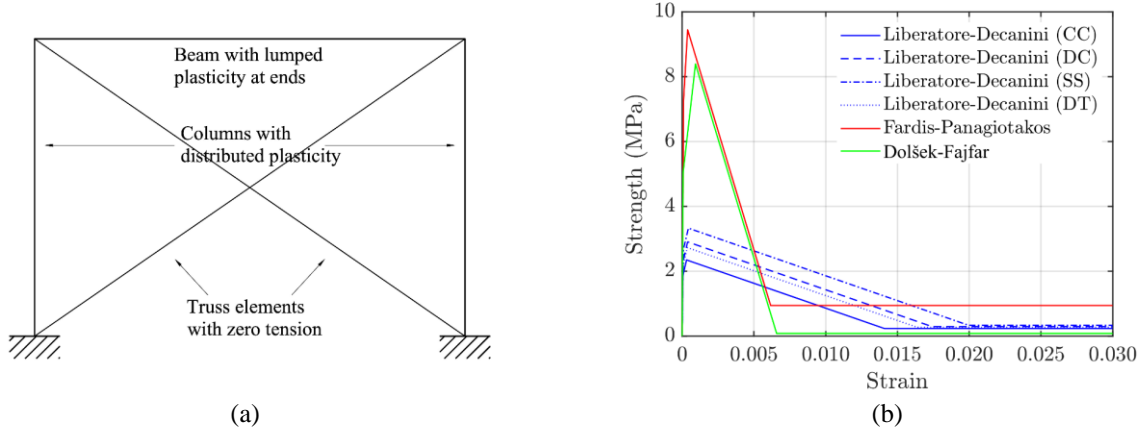 Beam with lumped
plasticity at ends
Columns with
distributed plasticity
Truss elements
with zero tension
(a)
10
8
6
4
2
0
Strength (MPa)
Liberatore-Decanini (CC)
Liberatore-Decanini (DC)
Liberatore-Decanini (SS)
Liberatore-Decanini (DT)
Fardis-Panagiotakos
Dolšek-Fajfar
0 0.005 0.010 0.015 0.020 0.025 0.030
Strain
(b)